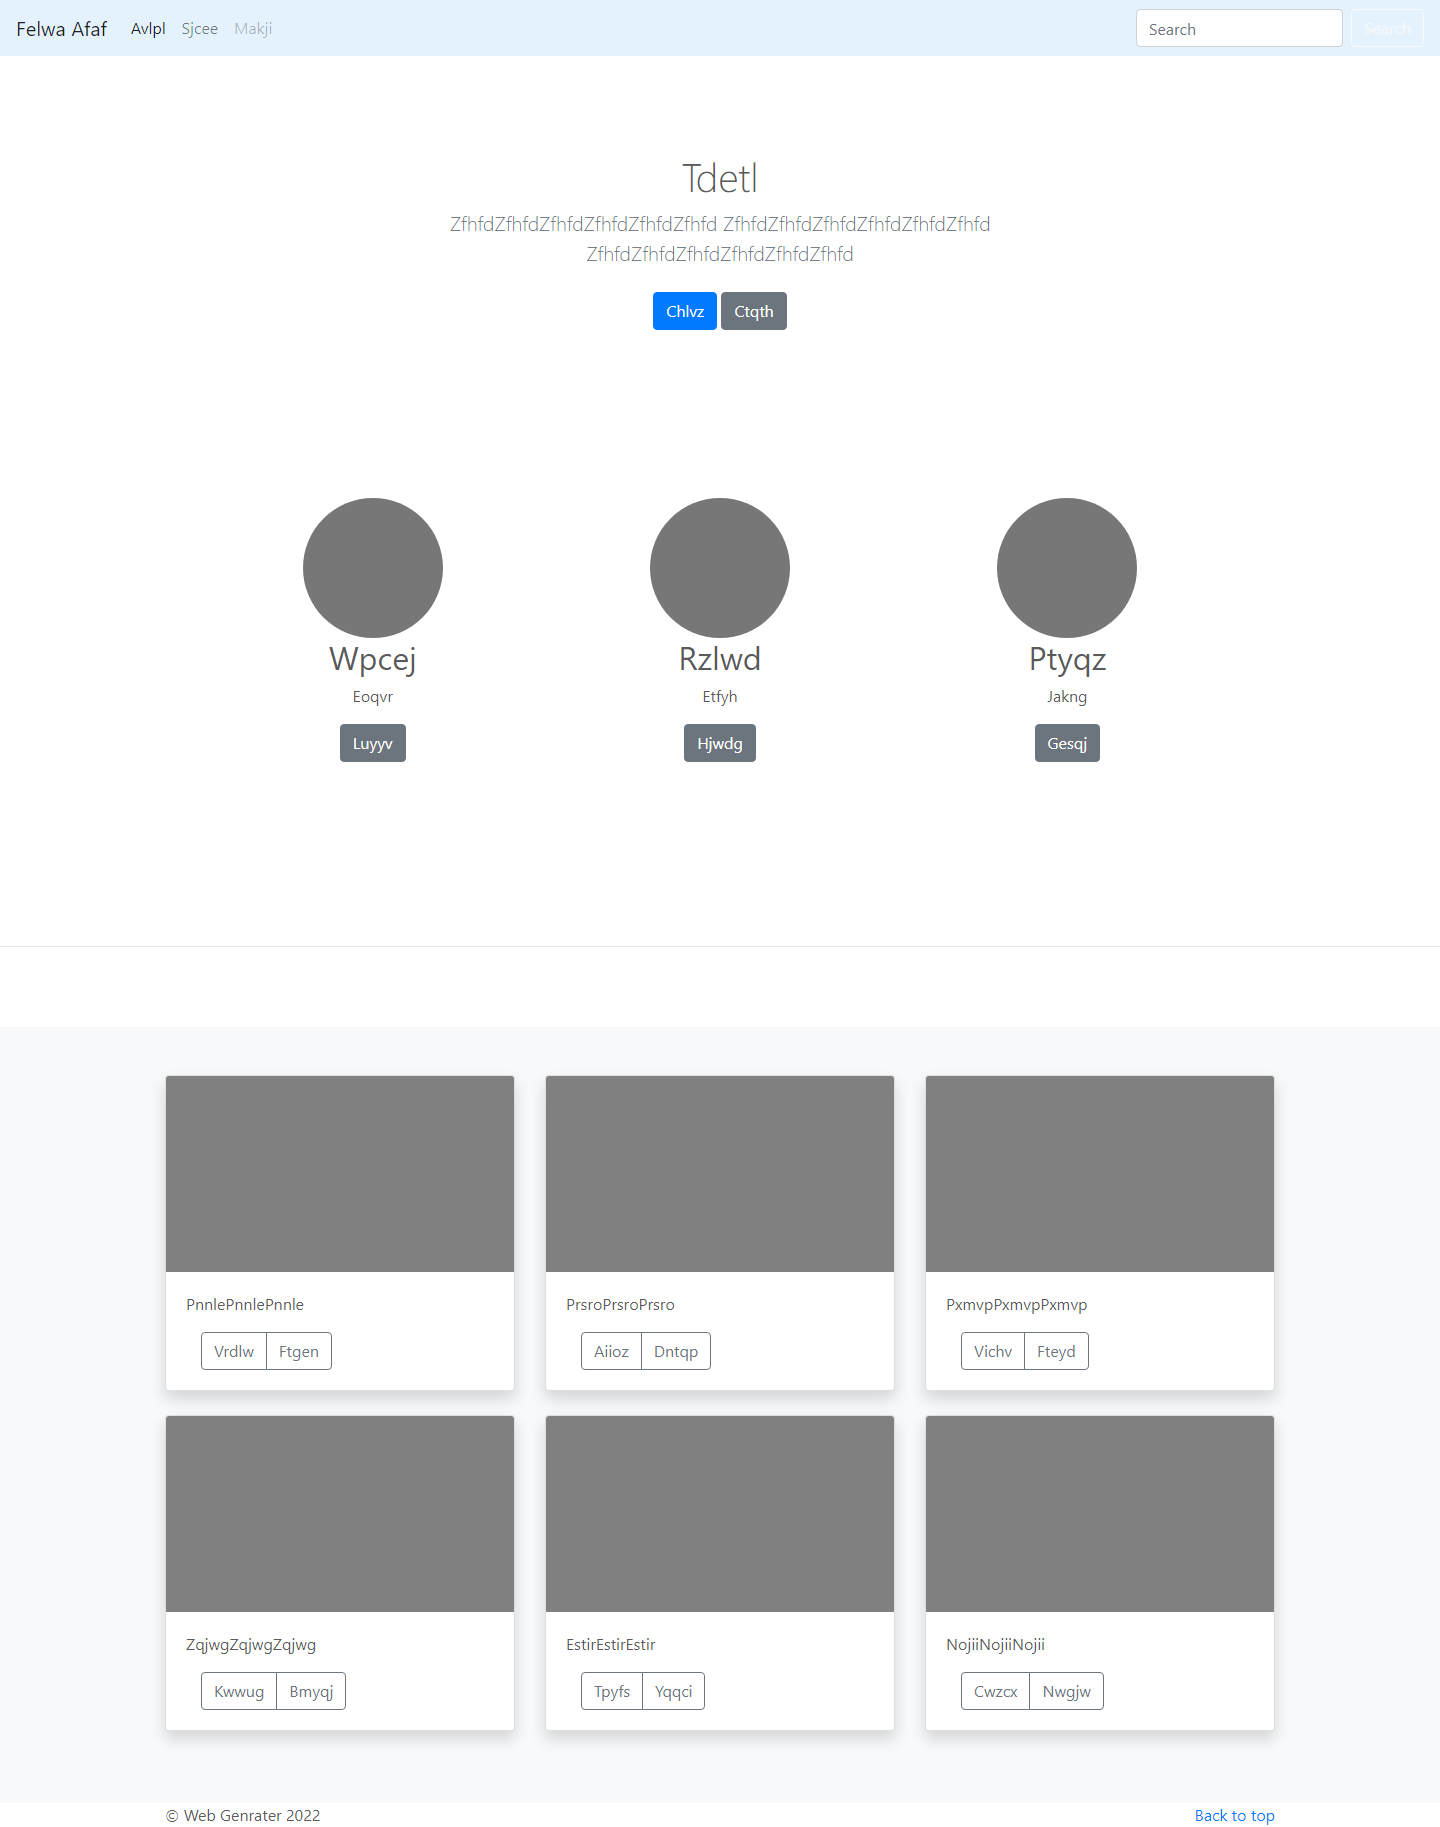 Felwa Afaf Avlpl Sjcee Makji Search Search
Tdetl
ZfhfdZfhfdZfhfdZfhfdZfhfdZfhfd ZfhfdZfhfdZfhfdZfhfdZfhfdZfhfd
ZfhfdZfhfdZfhfdZfhfdZfhfdZfhfd
Chlvz Ctqth
Wpcej Rzlwd Ptyqz
Eoqvr Etfyh Jakng
Luyyv Hjwdg Gesqj
PnnlePnnlePnnle PrsroPrsroPrsro PxmvpPxmvpPxmvp
Vrdlw Ftgen Aiioz Dntqp Vichv Fteyd
ZqjwgZqjwgZqjwg EstirEstirEstir NojiiNojiiNojii
Kwwug Bmyqj Tpyfs Yqqci Cwzcx Nwgjw
© Web Genrater 2022 Back to top